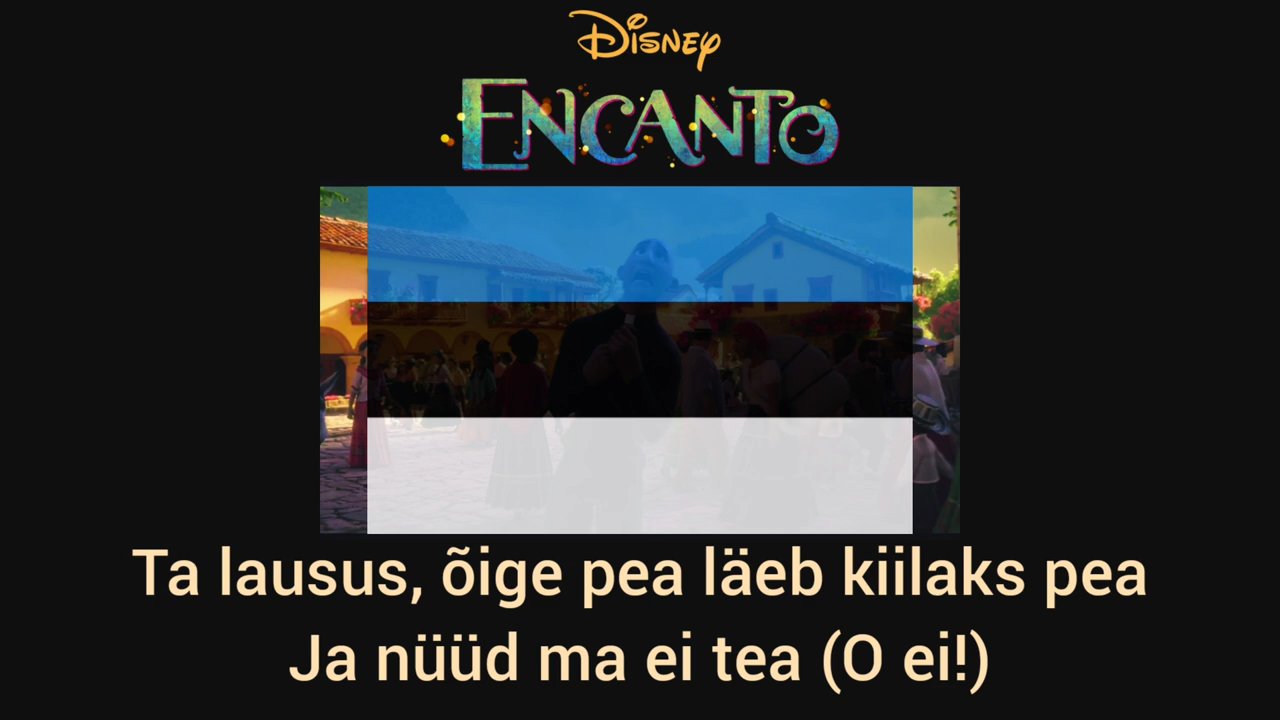 Disney
ENCANTO
Ta lausus, õige pea läeb kiilaks pea
Ja nüüd ma ei tea (O ei!)